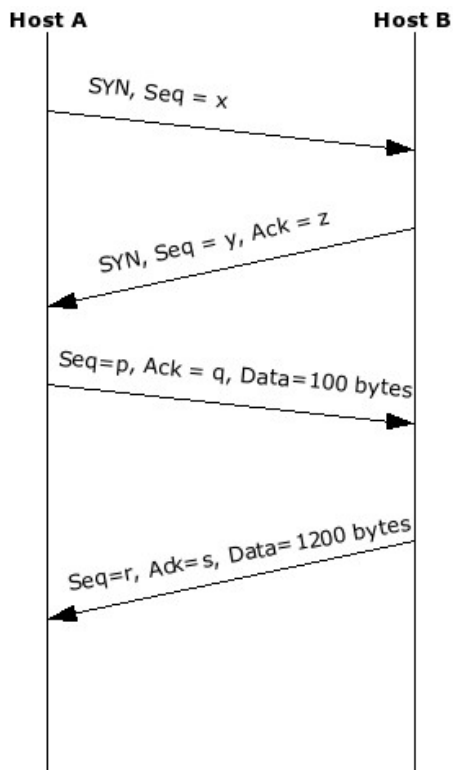 Host A
Host B
SYN, Seq = x
SYN, Seq = y, Ack = z
Seq=p, Ack = q, Data=100 bytes
Seq=r, Ack=s, Data=1200 bytes